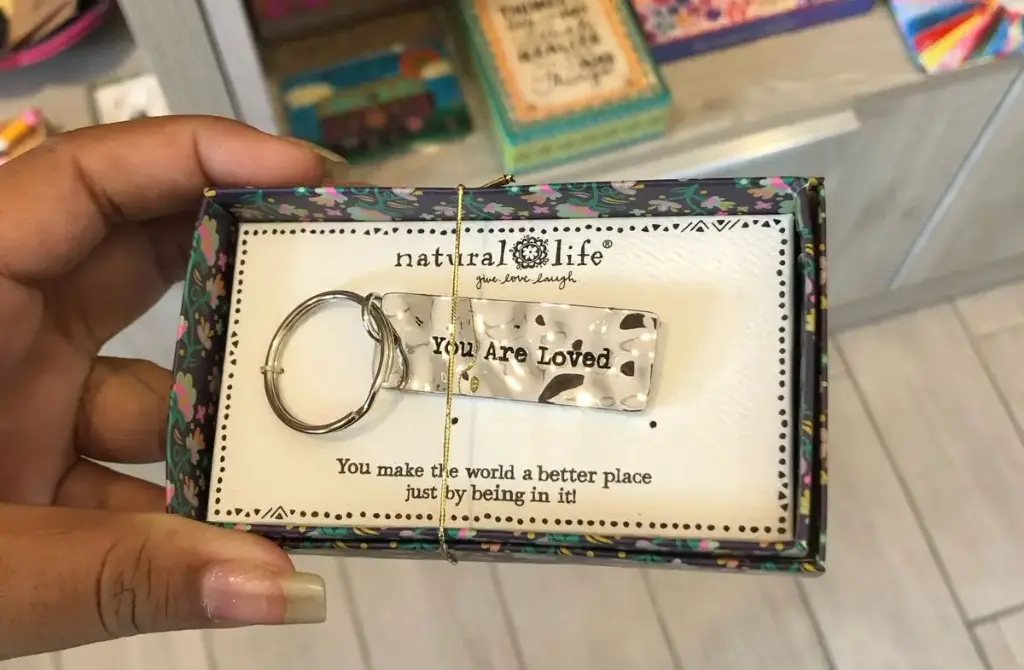 natural life®
give.love.laugh.
You Are Loved
You make the world a better place
just by being in it!